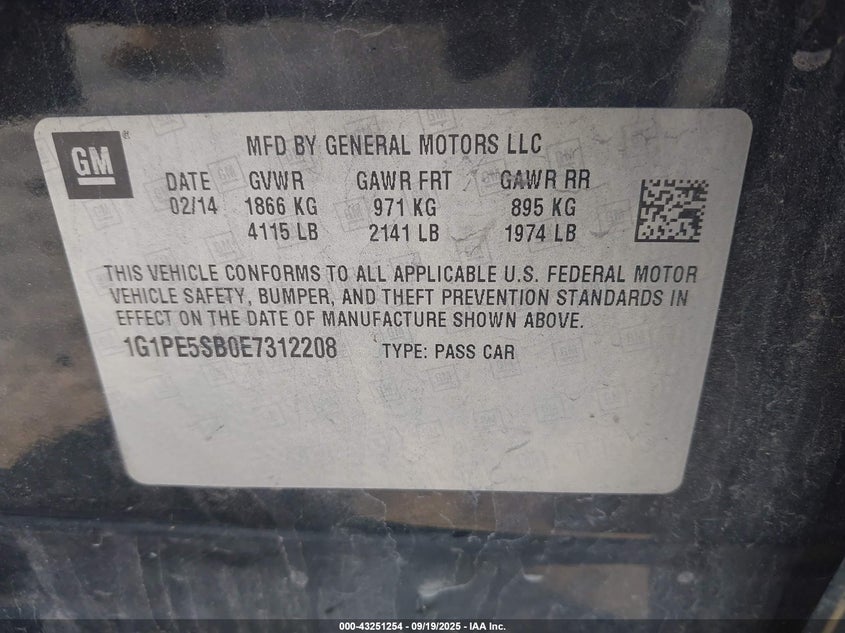 GM
MFD BY GENERAL MOTORS LLC
DATE GVWR GAWR FRT GAWR RR
02/14 1866 KG 971 KG 895 KG
4115 LB 2141 LB 1974 LB
THIS VEHICLE CONFORMS TO ALL APPLICABLE U.S. FEDERAL MOTOR
VEHICLE SAFETY, BUMPER, AND THEFT PREVENTION STANDARDS IN
EFFECT ON THE DATE OF MANUFACTURE SHOWN ABOVE.
1G1PE5SB0E7312208 TYPE: PASS CAR
000-43251254 - 09/19/2025 - IAA Inc.